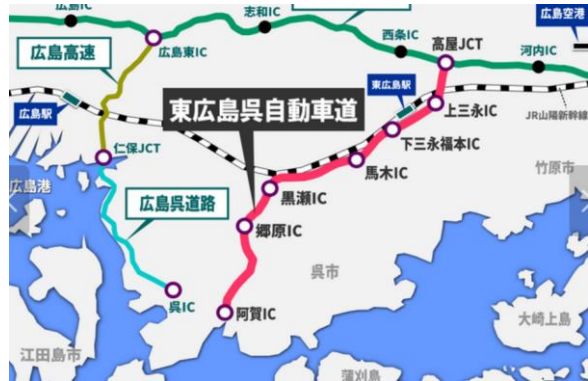 広島IC
志和IC
広島空港
広島高速
広島東IC
西条IC
高屋JCT
河内IC
東広島駅
広島駅
東広島呉自動車道
上三永IC
JR山陽新幹線
下三永福本IC
仁保JCT
馬木IC
竹原市
広島港
広島呉道路
黒瀬IC
郷原IC
呉市
呉IC
阿賀IC
大崎上島
江田島市
蒲刈島